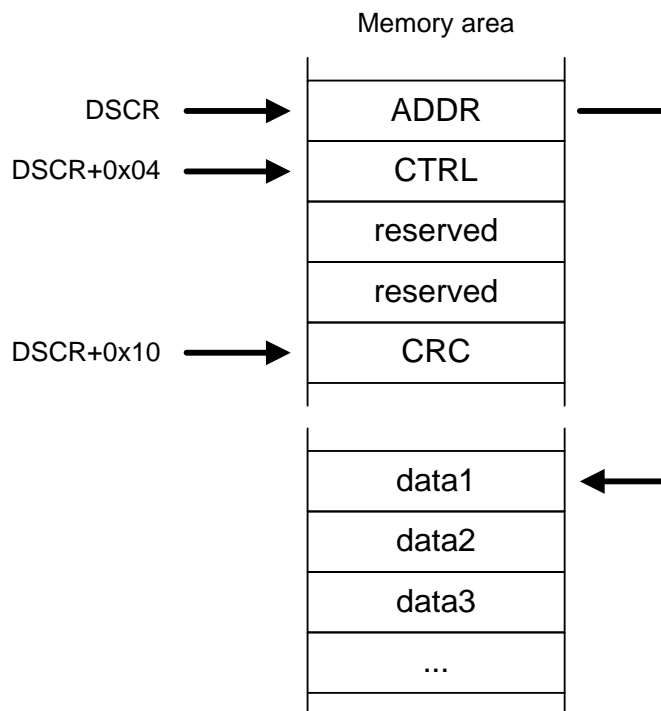 Memory area
DSCR
ADDR
DSCR+0x04
CTRL
reserved
reserved
DSCR+0x10
CRC
data1
data2
data3
...